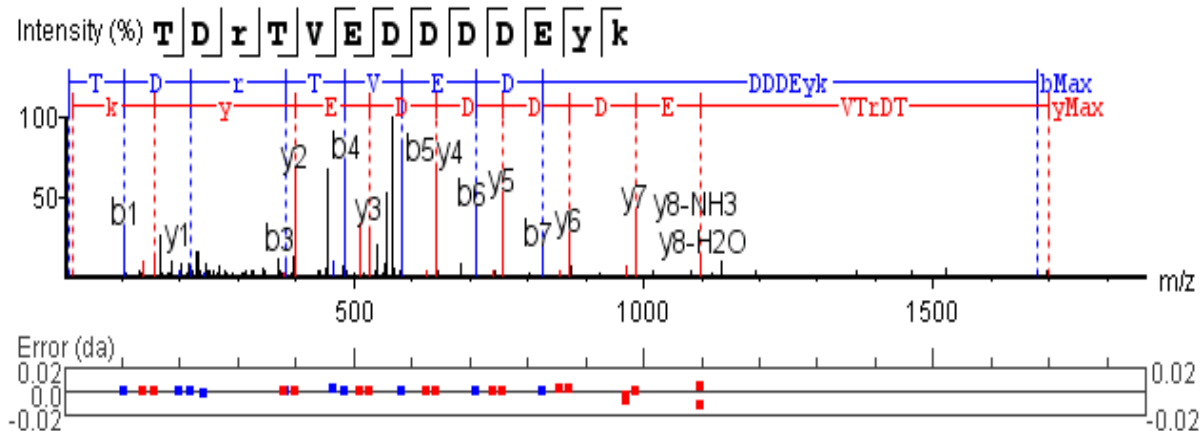 Intensity (%) T D r T V E D D D D E y k
T D r T V E D DDDEyk bMax
k y E D D D D E VTrDT yMax
100
b4
y2 b5 y4
50
b6 y5
b1 y3 y7 y8-NH3
y1 b3 b7 y6 y8-H2O
m/z
500 1000 1500
Error (da)
0.02 0.02
0.0 0.0
-0.02 -0.02